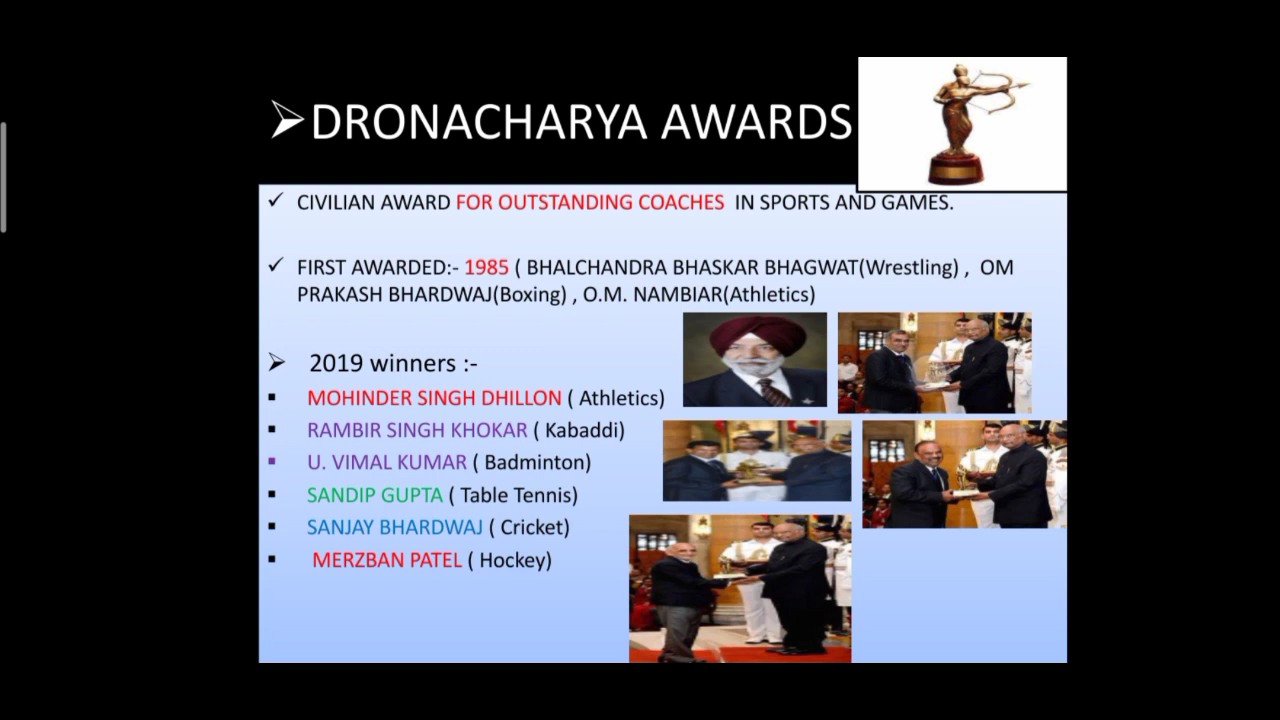 ➢DRONACHARYA AWARDS
✓ CIVILIAN AWARD FOR OUTSTANDING COACHES IN SPORTS AND GAMES.
✓ FIRST AWARDED:- 1985 ( BHALCHANDRA BHASKAR BHAGWAT(Wrestling) , OM
PRAKASH BHARDWAJ(Boxing) , O.M. NAMBIAR(Athletics)
➢ 2019 winners :-
▪ MOHINDER SINGH DHILLON ( Athletics)
▪ RAMBIR SINGH KHOKAR ( Kabaddi)
▪ U. VIMAL KUMAR ( Badminton)
▪ SANDIP GUPTA ( Table Tennis)
▪ SANJAY BHARDWAJ ( Cricket)
▪ MERZBAN PATEL ( Hockey)